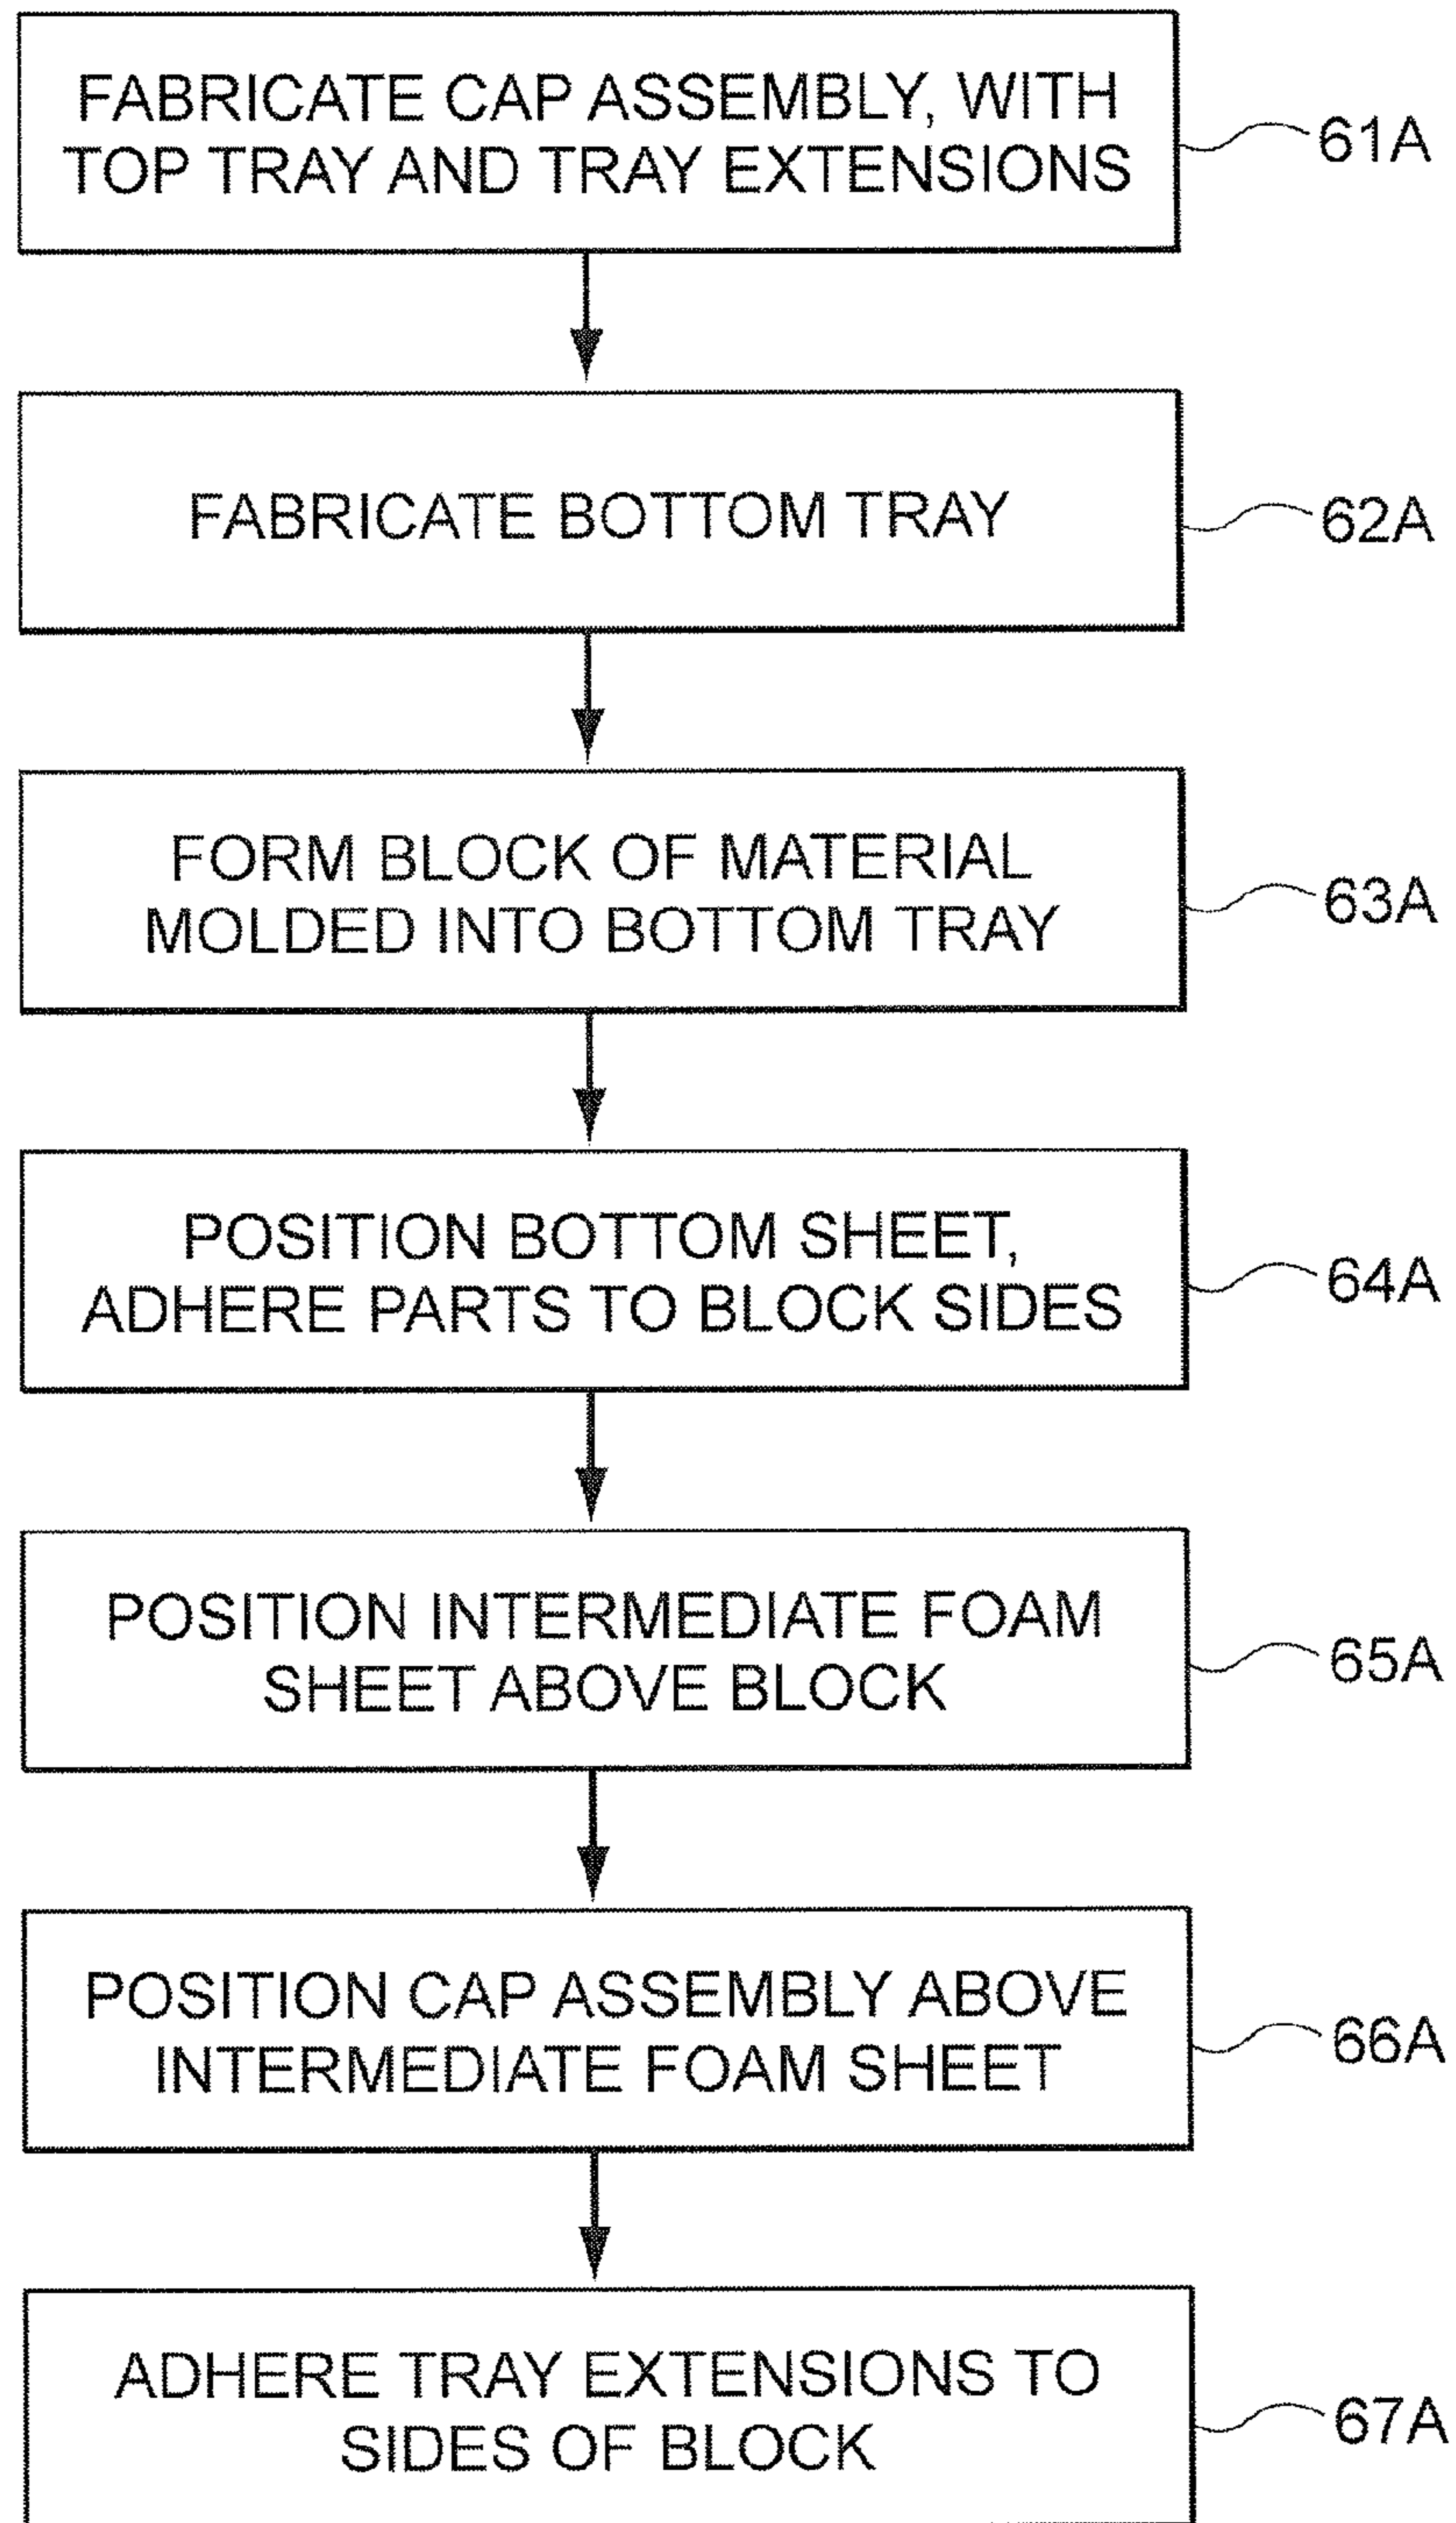 FABRICATE CAP ASSEMBLY, WITH
TOP TRAY AND TRAY EXTENSIONS
61A
FABRICATE BOTTOM TRAY
62A
FORM BLOCK OF MATERIAL
MOLDED INTO BOTTOM TRAY
63A
POSITION BOTTOM SHEET,
ADHERE PARTS TO BLOCK SIDES
64A
POSITION INTERMEDIATE FOAM
SHEET ABOVE BLOCK
65A
POSITION CAP ASSEMBLY ABOVE
INTERMEDIATE FOAM SHEET
66A
ADHERE TRAY EXTENSIONS TO
SIDES OF BLOCK
67A